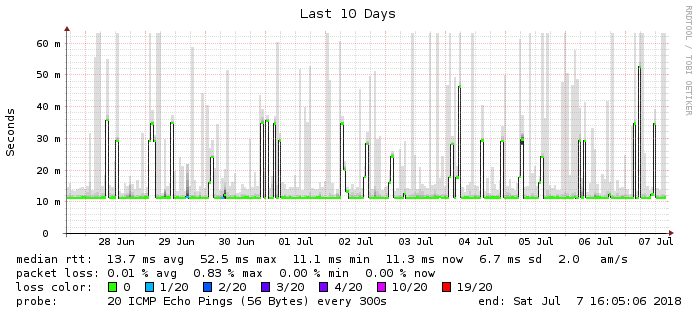 Last 10 Days
RRDTOOL / TOBI OETIKER
Seconds
60 m
50 m
40 m
30 m
20 m
10 m
0
28 Jun 29 Jun 30 Jun 01 Jul 02 Jul 03 Jul 04 Jul 05 Jul 06 Jul 07 Jul
median rtt: 13.7 ms avg 52.5 ms max 11.1 ms min 11.3 ms now 6.7 ms sd 2.0 am/s
packet loss: 0.01 % avg 0.83 % max 0.00 % min 0.00 % now
loss color: 0 1/20 2/20 3/20 4/20 10/20 19/20
probe: 20 ICMP Echo Pings (56 Bytes) every 300s end: Sat Jul 7 16:05:06 2018